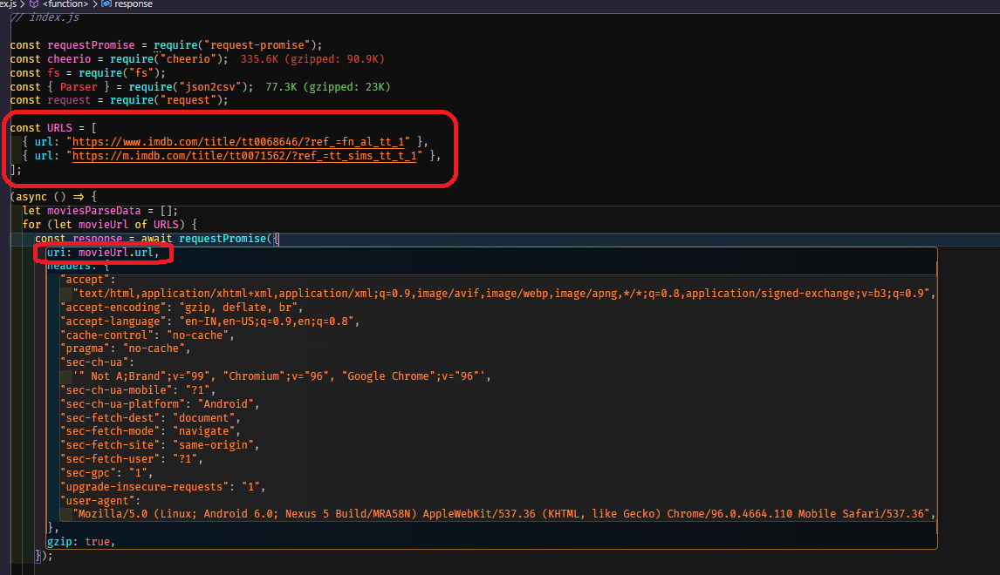 ex.js > <function> > response
// index.js
const requestPromise = require("request-promise");
const cheerio = require("cheerio"); 335.6K (gzipped: 90.9K)
const fs = require("fs");
const { Parser } = require("json2csv"); 77.3K (gzipped: 23K)
const request = require("request");
const URLS = [
{ url: "https://www.imdb.com/title/tt0068646/?ref_=fn_al_tt_1" },
{ url: "https://m.imdb.com/title/tt0071562/?ref_=tt_sims_tt_t_1" },
];
(async () => {
let moviesParseData = [];
for (let movieUrl of URLS) {
const response = await requestPromise({
uri: movieUrl.url,
headers: {
"accept":
"text/html,application/xhtml+xml,application/xml;q=0.9,image/avif,image/webp,image/apng,*/*;q=0.8,application/signed-exchange;v=b3;q=0.9",
"accept-encoding": "gzip, deflate, br",
"accept-language": "en-IN,en-US;q=0.9,en;q=0.8",
"cache-control": "no-cache",
"pragma": "no-cache",
"sec-ch-ua":
'" Not A;Brand";v="99", "Chromium";v="96", "Google Chrome";v="96"',
"sec-ch-ua-mobile": "?1",
"sec-ch-ua-platform": "Android",
"sec-fetch-dest": "document",
"sec-fetch-mode": "navigate",
"sec-fetch-site": "same-origin",
"sec-fetch-user": "?1",
"sec-gpc": "1",
"upgrade-insecure-requests": "1",
"user-agent":
"Mozilla/5.0 (Linux; Android 6.0; Nexus 5 Build/MRA58N) AppleWebKit/537.36 (KHTML, like Gecko) Chrome/96.0.4664.110 Mobile Safari/537.36",
},
gzip: true,
});